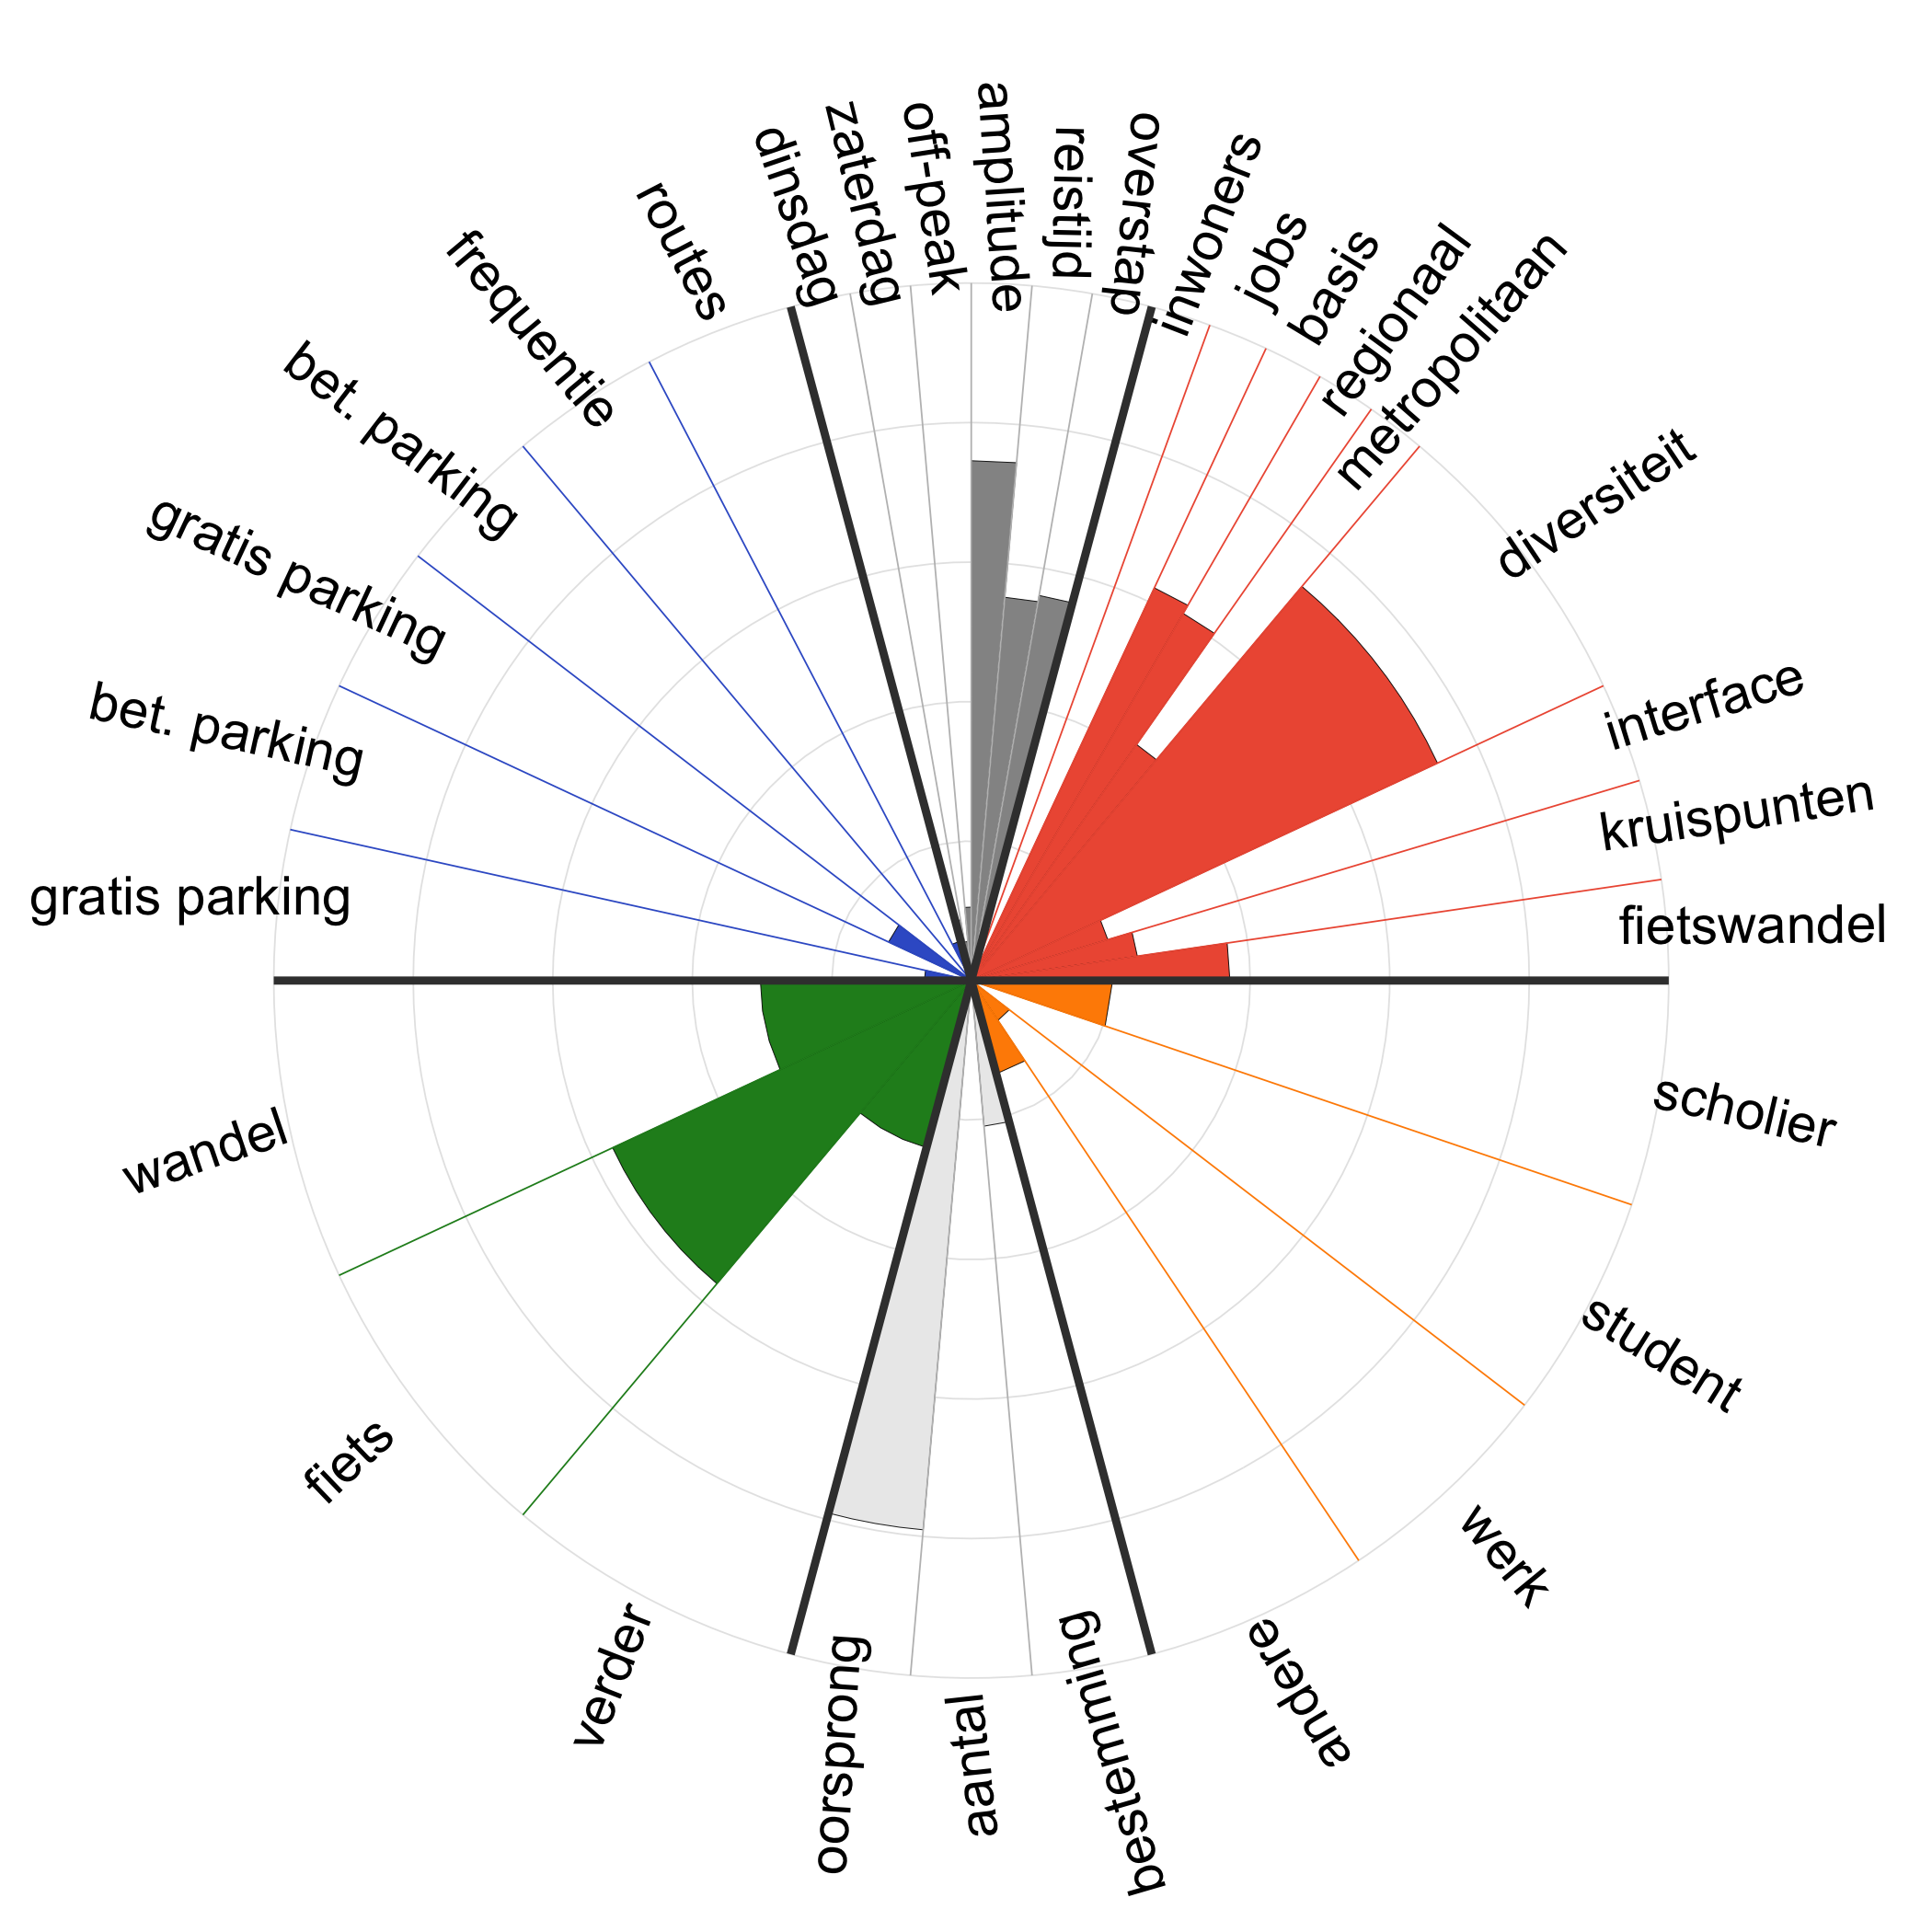 dinsdag
zaterdag
off-peak
amplitude
reistijd
overstap
inwoners
jobs
basis
regionaal
metropolitaan
diversiteit
interface
kruispunten
fietswandel
scholier
student
werk
andere
bestemming
aantal
oorsprong
verder
fiets
wandel
gratis parking
bet. parking
gratis parking
bet. parking
frequentie
routes